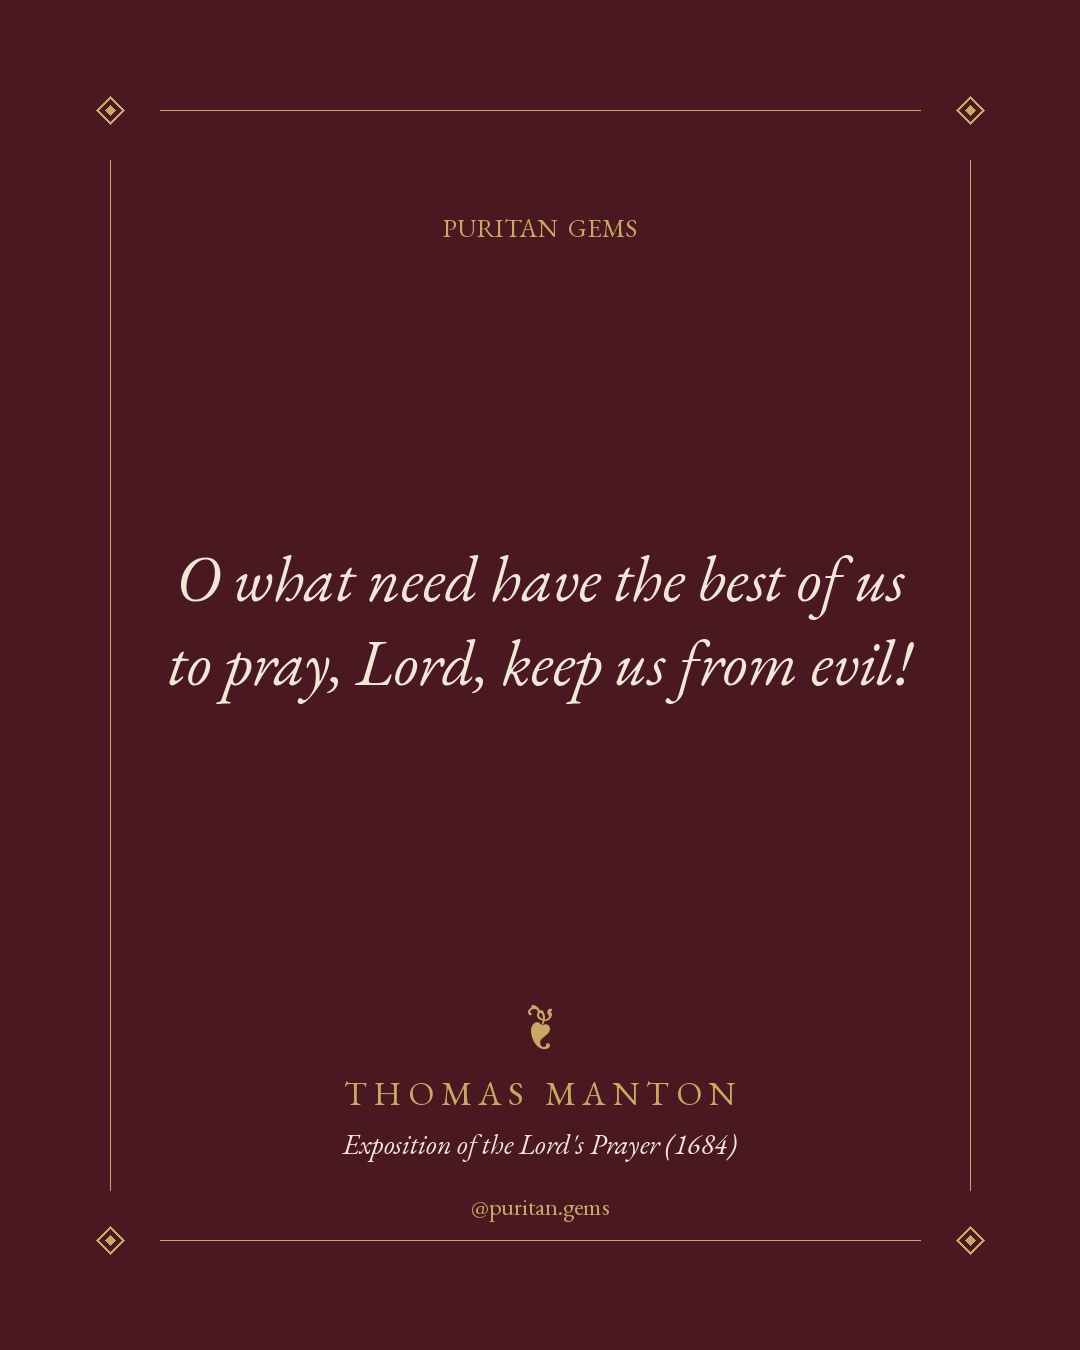 PURITAN GEMS
O what need have the best of us
to pray, Lord, keep us from evil!
THOMAS MANTON
Exposition of the Lord's Prayer (1684)
@puritan.gems